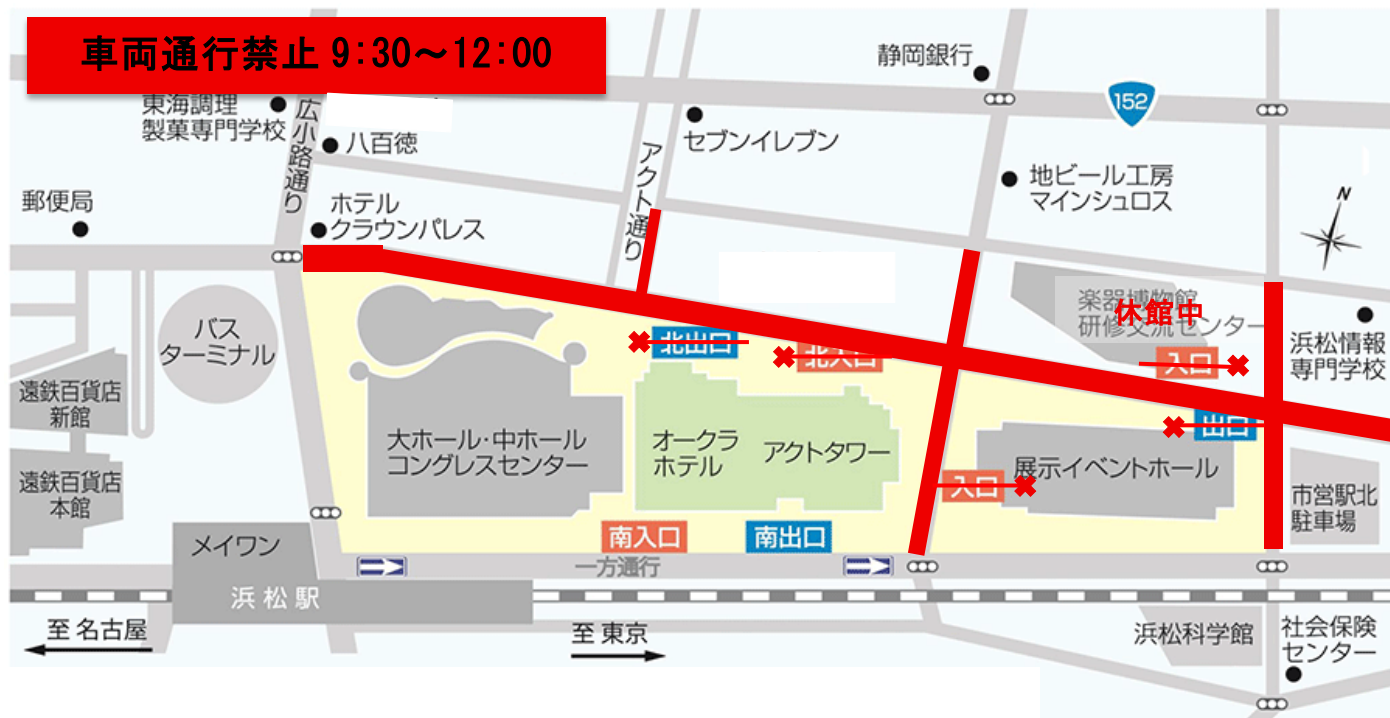 車両通行禁止 9:30～12:00
静岡銀行
152
東海調理
製菓専門学校
広小路通り
八百徳
アクト通り
セブンイレブン
地ビール工房
マインシュロス
N
郵便局
ホテル
クラウンパレス
楽器博物館
研修交流センター
休館中
浜松情報
専門学校
バス
ターミナル
北出口
北入口
入口
出口
遠鉄百貨店
新館
大ホール・中ホール
コングレスセンター
オークラ
ホテル
アクトタワー
展示イベントホール
入口
遠鉄百貨店
本館
市営駅北
駐車場
メイワン
南入口
南出口
一方通行
浜松駅
至 名古屋
至 東京
浜松科学館
社会保険
センター